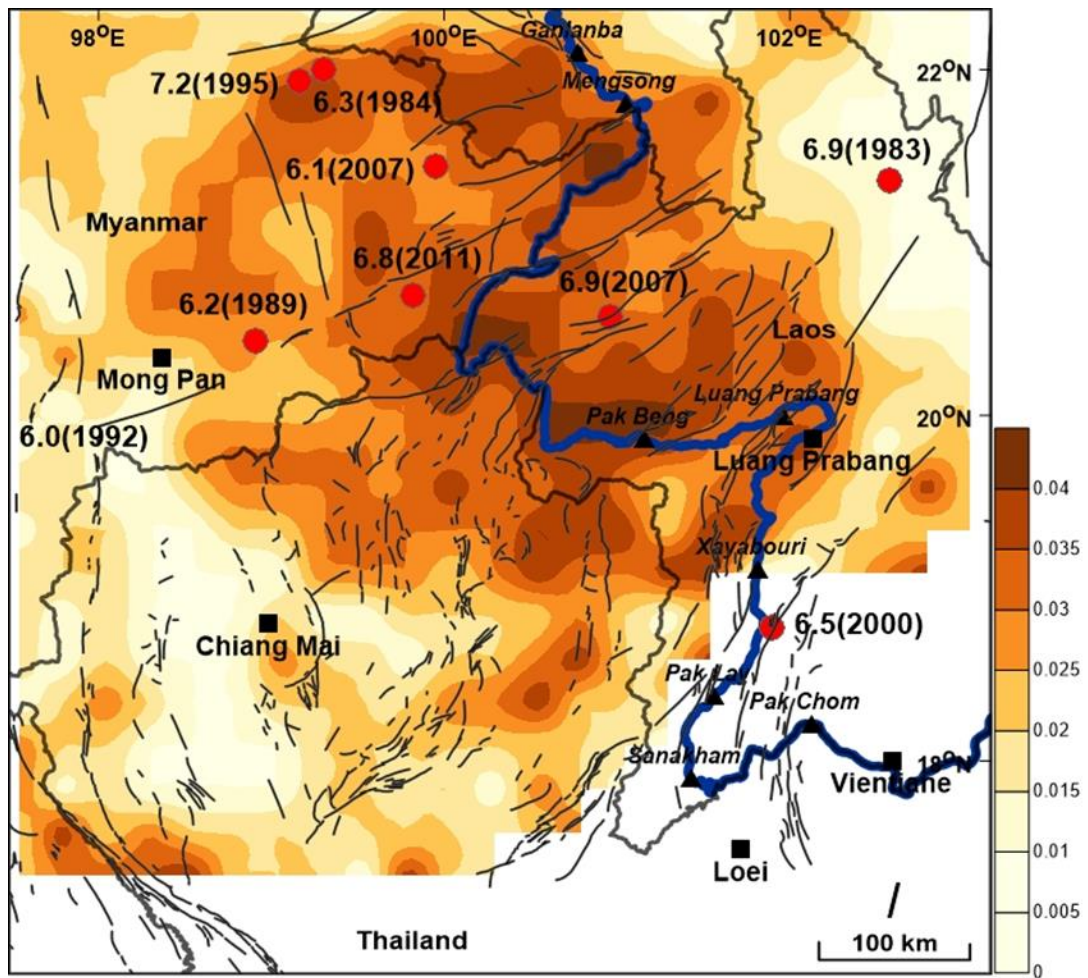 98°E
100°E
102°E
Ganlanba
22°N
7.2(1995)
Mengsong
6.3(1984)
6.9(1983)
6.1(2007)
Myanmar
6.8(2011)
6.9(2007)
6.2(1989)
Laos
Mong Pan
Luang Prabang
Pak Beng
20°N
6.0(1992)
Luang Prabang
0.04
Xayabouri
0.035
6.5(2000)
0.03
Chiang Mai
Pak Lay
0.025
Pak Chom
0.02
Sanakham
18°N
Vientiane
0.015
0.01
Loei
0.005
Thailand
100 km
0